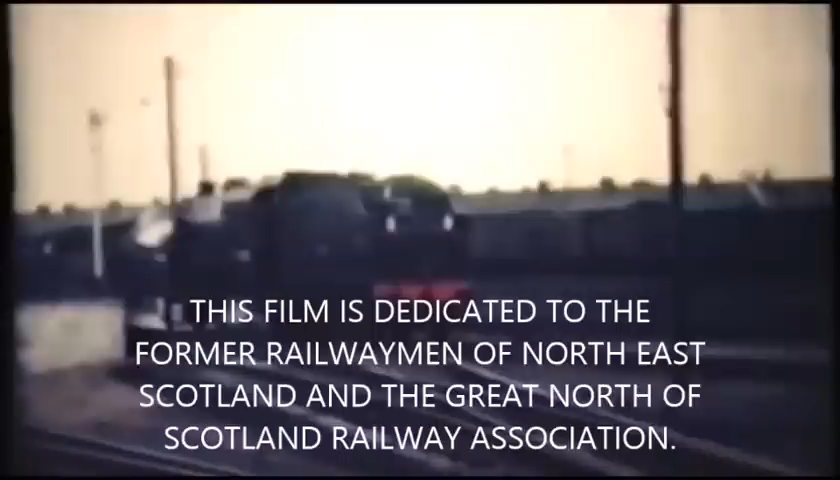 THIS FILM IS DEDICATED TO THE
FORMER RAILWAYMEN OF NORTH EAST
SCOTLAND AND THE GREAT NORTH OF
SCOTLAND RAILWAY ASSOCIATION.